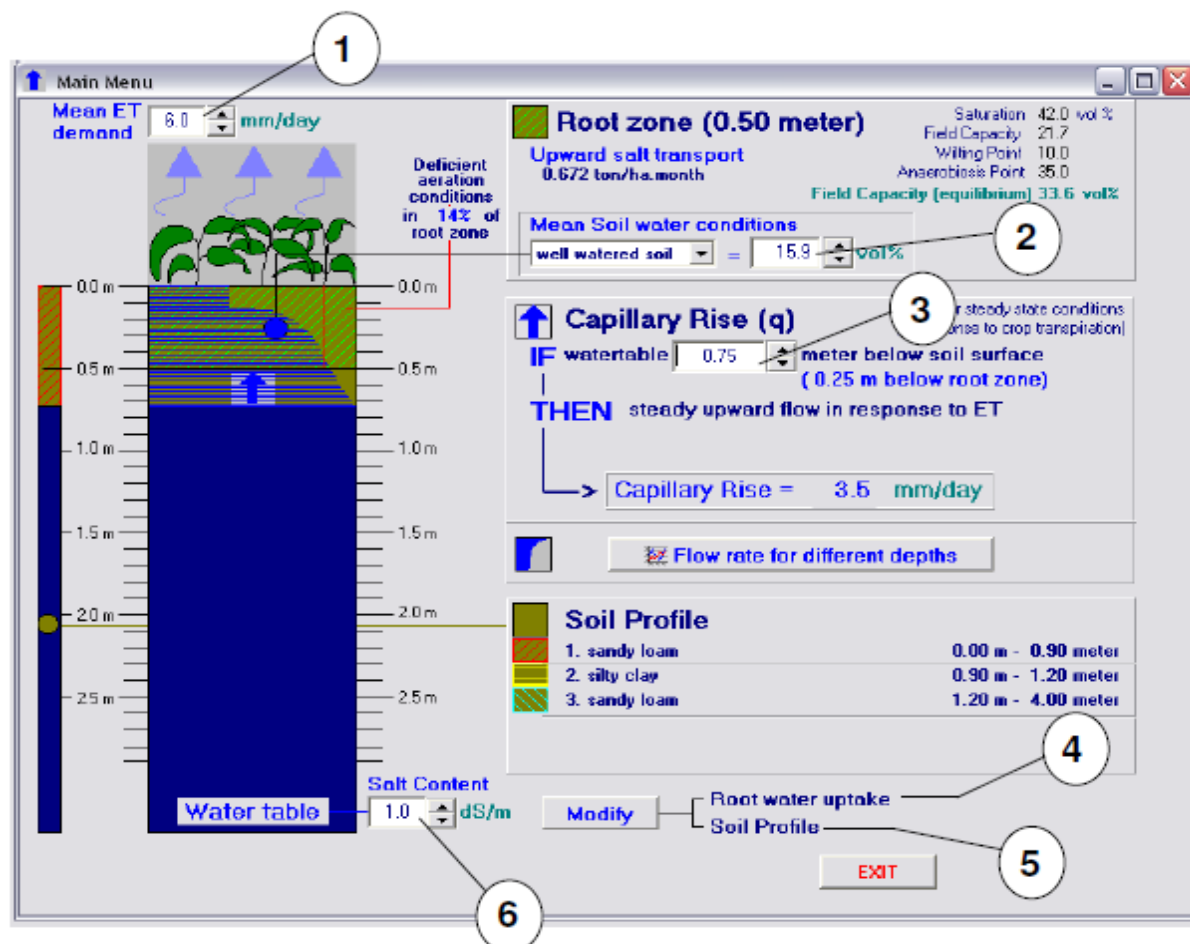 1
Main Menu
Mean ET demand 6.0 mm/day
Deficient
aeration
conditions
in 14% of
root zone
0.0 m
0.5 m
1.0 m
1.5 m
2.0 m
2.5 m
0.0 m
0.5 m
1.0 m
1.5 m
2.0 m
2.5 m
Root zone (0.50 meter)
Saturation 42.0 vol %
Field Capacity 21.7
Wilting Point 10.0
Anaerobiosis Point 35.0
Field Capacity (equilibrium) 33.6 vol%
Upward salt transport
0.672 ton/ha.month
Mean Soil water conditions
well watered soil = 15.9 vol%
2
Capillary Rise (q)
3
steady state conditions
to crop transpiration)
IF watertable 0.75 meter below soil surface
( 0.25 m below root zone)
THEN steady upward flow in response to ET
Capillary Rise = 3.5 mm/day
Flow rate for different depths
Soil Profile
1. sandy loam 0.00 m - 0.90 meter
2. silty clay 0.90 m - 1.20 meter
3. sandy loam 1.20 m - 4.00 meter
4
Salt Content
Water table 1.0 dS/m
Modify
Root water uptake
Soil Profile
5
EXIT
6